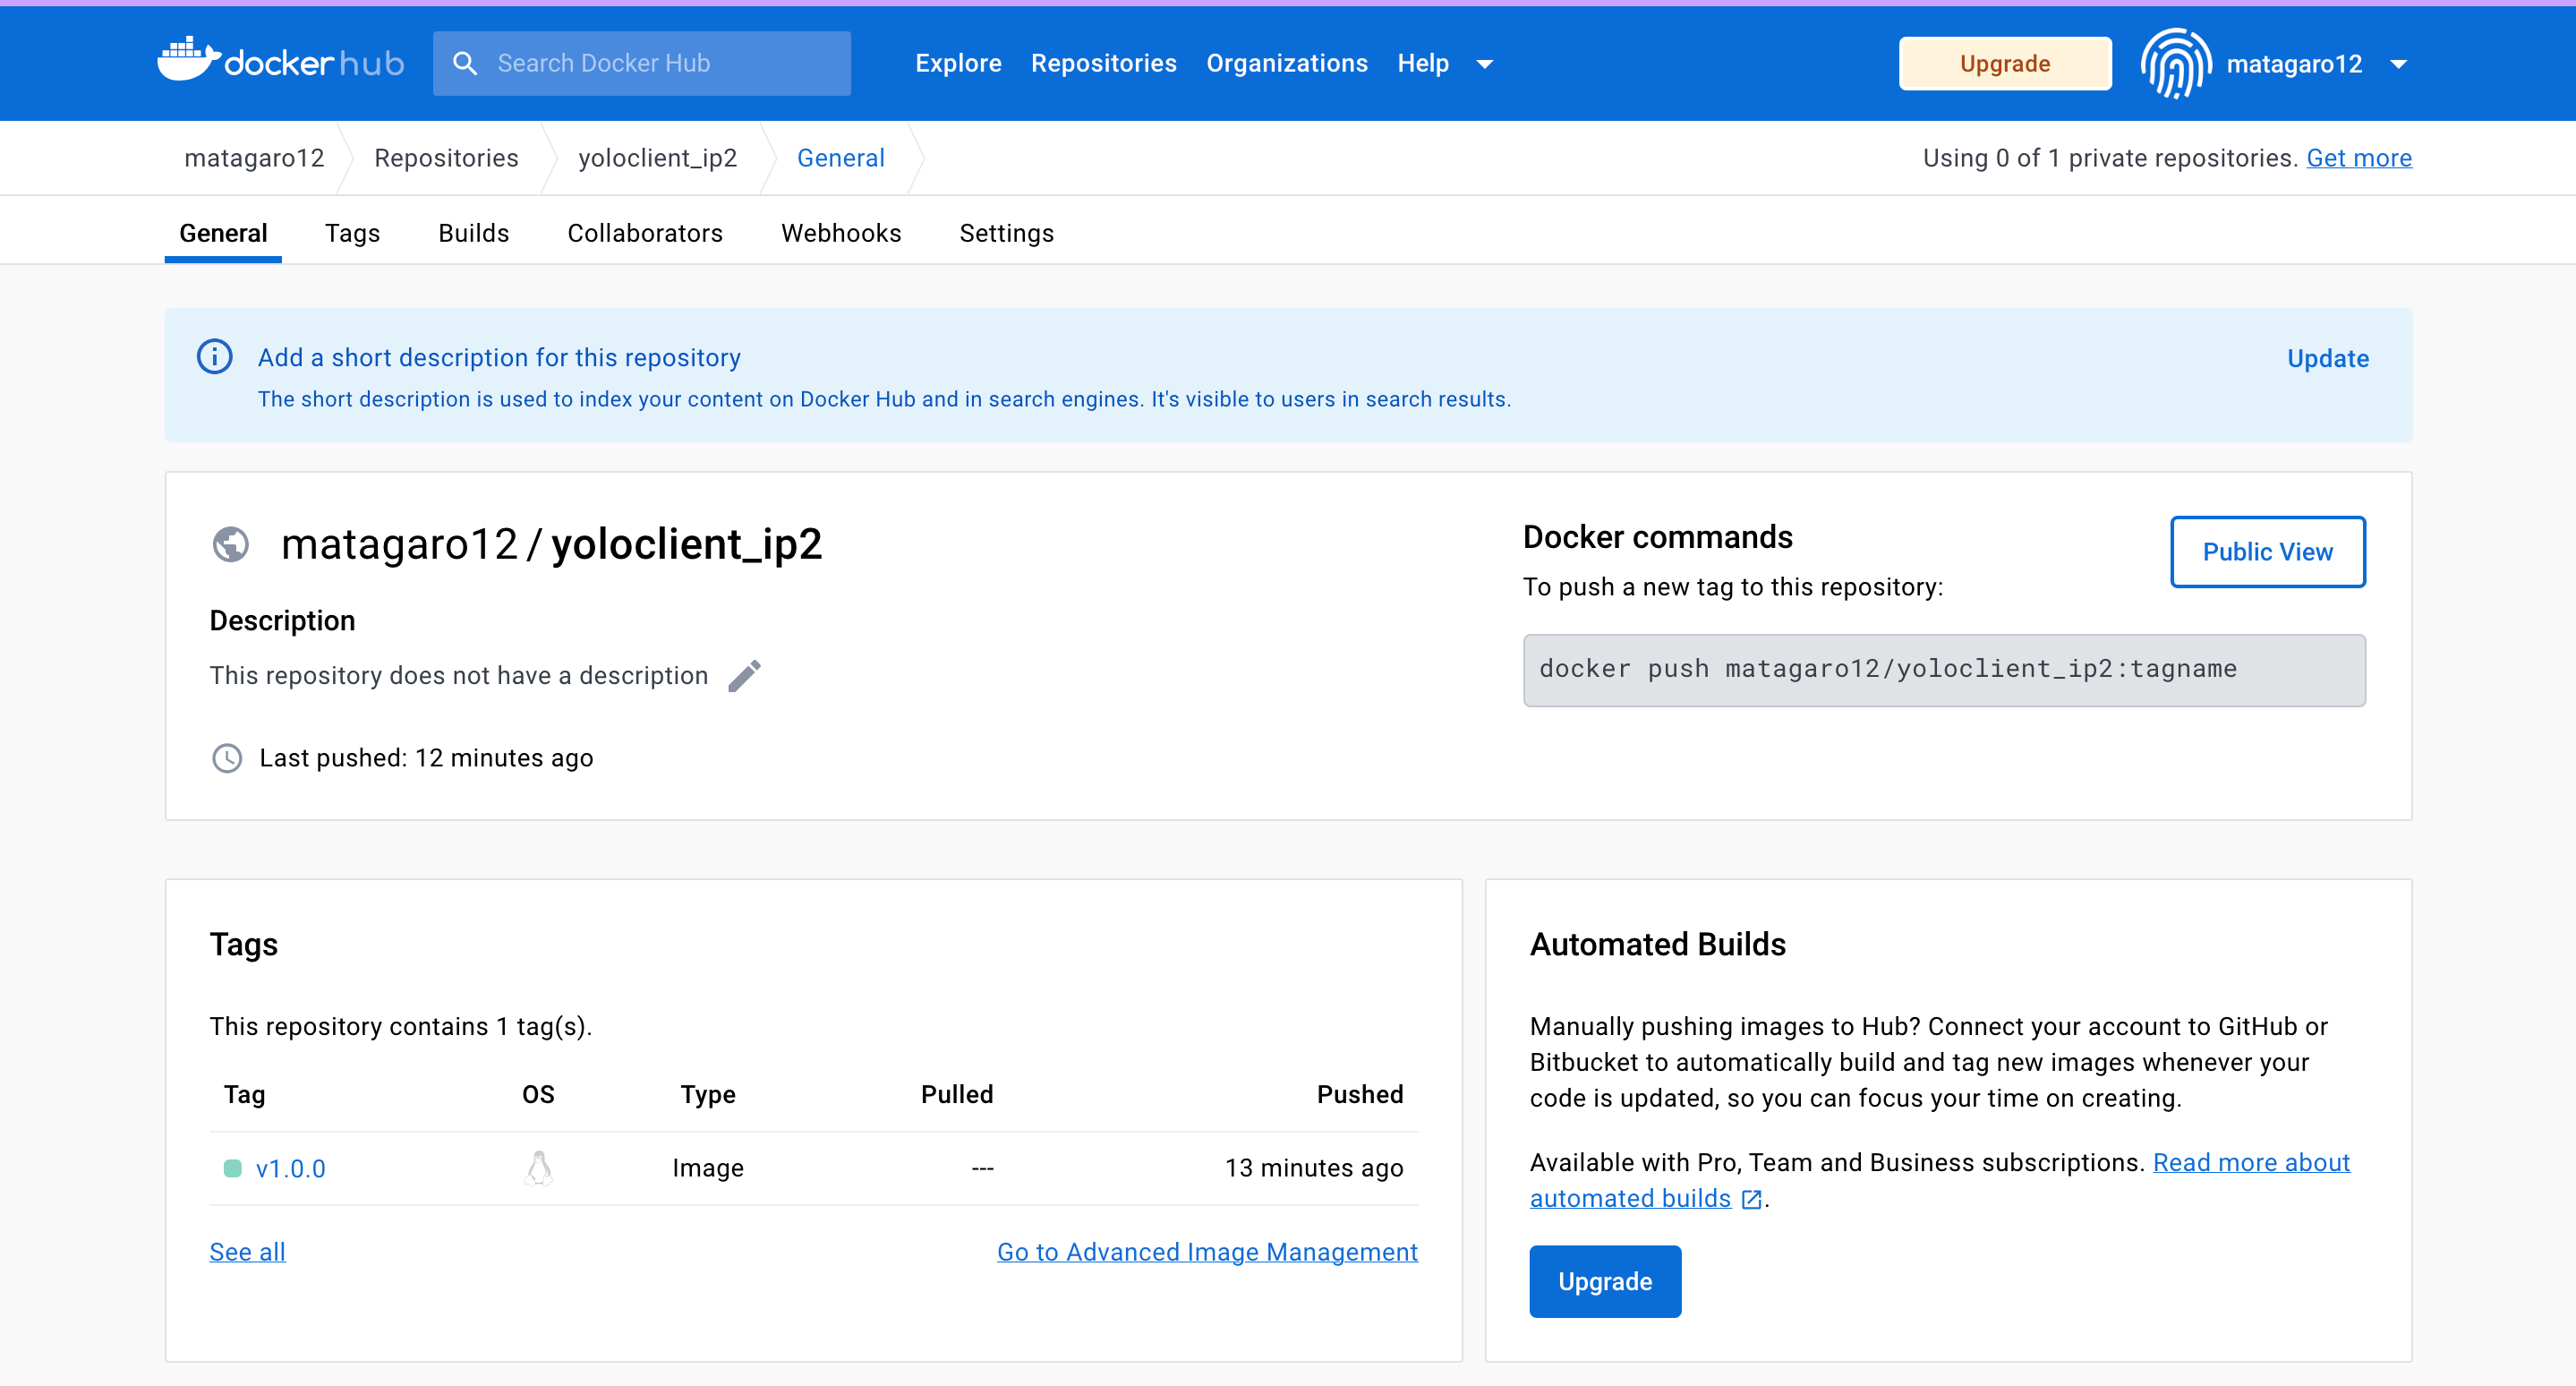 docker hub
Search Docker Hub
Explore
Repositories
Organizations
Help
Upgrade
matagaro12
matagaro12
Repositories
yoloclient_ip2
General
Using 0 of 1 private repositories. Get more
General
Tags
Builds
Collaborators
Webhooks
Settings
Add a short description for this repository
Update
The short description is used to index your content on Docker Hub and in search engines. It's visible to users in search results.
matagaro12 / yoloclient_ip2
Description
This repository does not have a description
Last pushed: 12 minutes ago
Docker commands
Public View
To push a new tag to this repository:
docker push matagaro12/yoloclient_ip2:tagname
Tags
This repository contains 1 tag(s).
Tag OS Type Pulled Pushed
v1.0.0 Image --- 13 minutes ago
See all
Go to Advanced Image Management
Automated Builds
Manually pushing images to Hub? Connect your account to GitHub or
Bitbucket to automatically build and tag new images whenever your
code is updated, so you can focus your time on creating.
Available with Pro, Team and Business subscriptions. Read more about
automated builds .
Upgrade